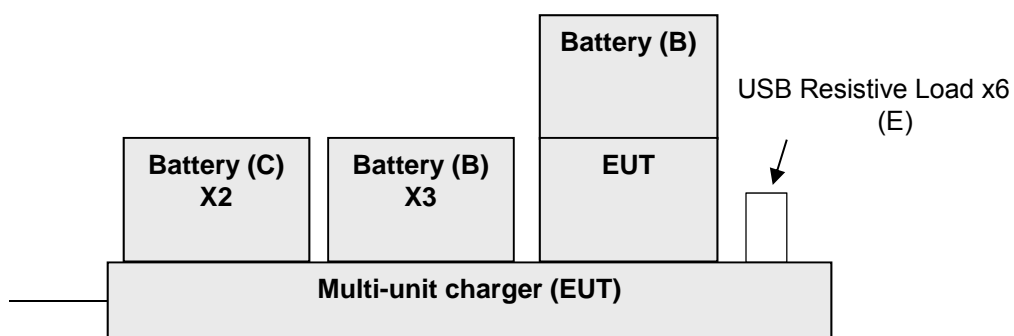 Battery (B)
USB Resistive Load x6
(E)
Battery (C)
X2
Battery (B)
X3
EUT
Multi-unit charger (EUT)